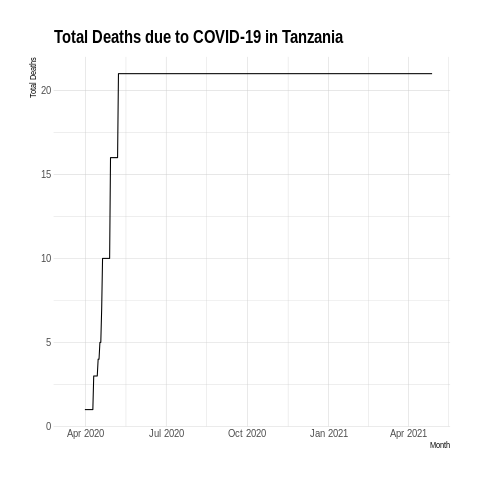 Total Deaths due to COVID-19 in Tanzania
Total Deaths
20
15
10
5
0
Apr 2020 Jul 2020 Oct 2020 Jan 2021 Apr 2021
Month